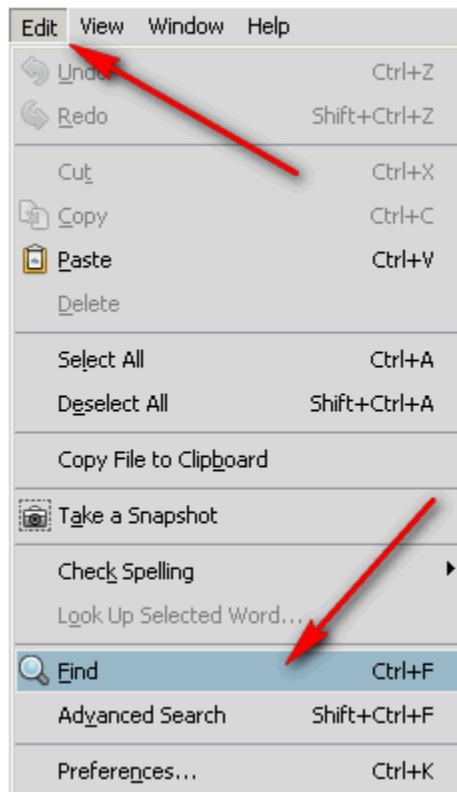 Edit View Window Help
Undo Ctrl+Z
Redo Shift+Ctrl+Z
Cut Ctrl+X
Copy Ctrl+C
Paste Ctrl+V
Delete
Select All Ctrl+A
Deselect All Shift+Ctrl+A
Copy File to Clipboard
Take a Snapshot
Check Spelling
Look Up Selected Word...
Find Ctrl+F
Advanced Search Shift+Ctrl+F
Preferences... Ctrl+K